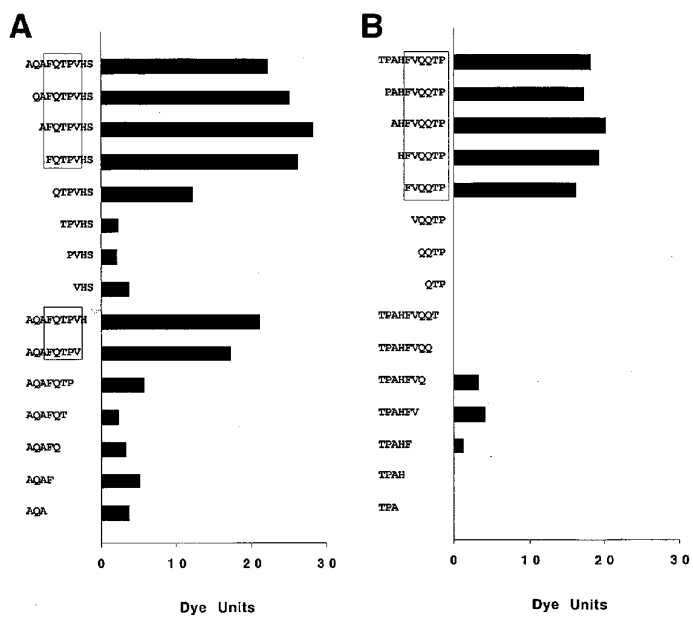 A
AQAFQTPVHS
QAFQTPVHS
AFQTPVHS
FQTPVHS
QTPVHS
TPVHS
PVHS
VHS
AQAFQTPVH
AQAFQTPV
AQAFQTP
AQAFQT
AQAFQ
AQAF
AQA
0 10 20 30
Dye Units
B
TPAHFVQQTP
PAHFVQQTP
AHFVQQTP
HFVQQTP
FVQQTP
VQQTP
QQTP
QTP
TPAHFVQQT
TPAHFVQQ
TPAHFVQ
TPAHFV
TPAHF
TPAH
TPA
0 10 20 30
Dye Units